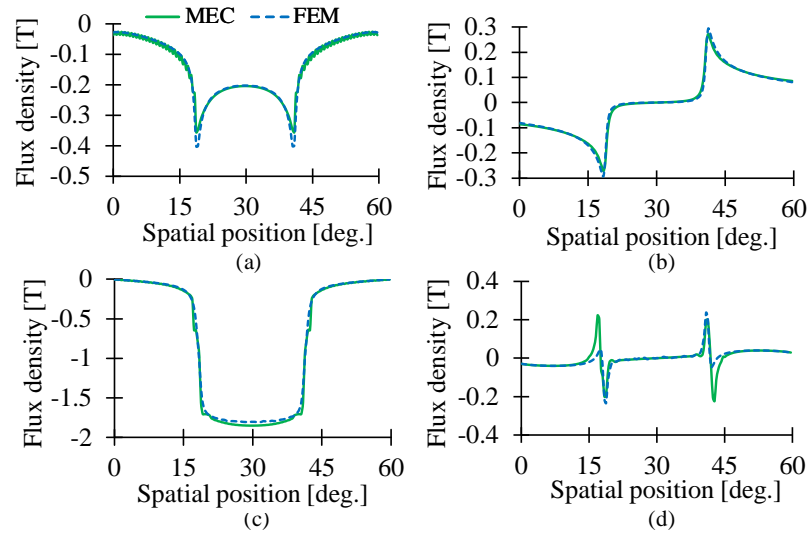 MEC FEM
Flux density [T]
0
-0.1
-0.2
-0.3
-0.4
-0.5
0 15 30 45 60
Spatial position [deg.]
(a)
Flux density [T]
0.3
0.2
0.1
0
-0.1
-0.2
-0.3
0 15 30 45 60
Spatial position [deg.]
(b)
Flux density [T]
0
-0.5
-1
-1.5
-2
0 15 30 45 60
Spatial position [deg.]
(c)
Flux density [T]
0.4
0.2
0
-0.2
-0.4
0 15 30 45 60
Spatial position [deg.]
(d)